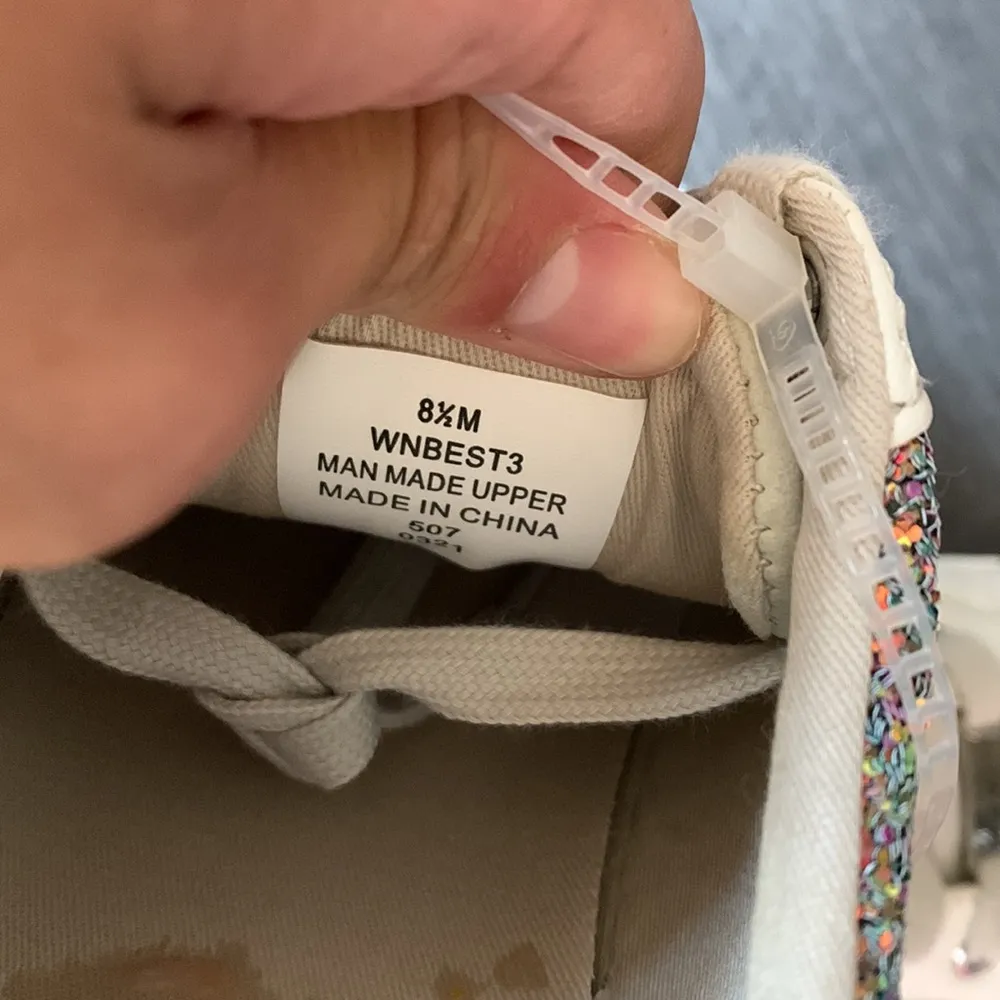 8½M
WNBEST3
MAN MADE UPPER
MADE IN CHINA
507
0321